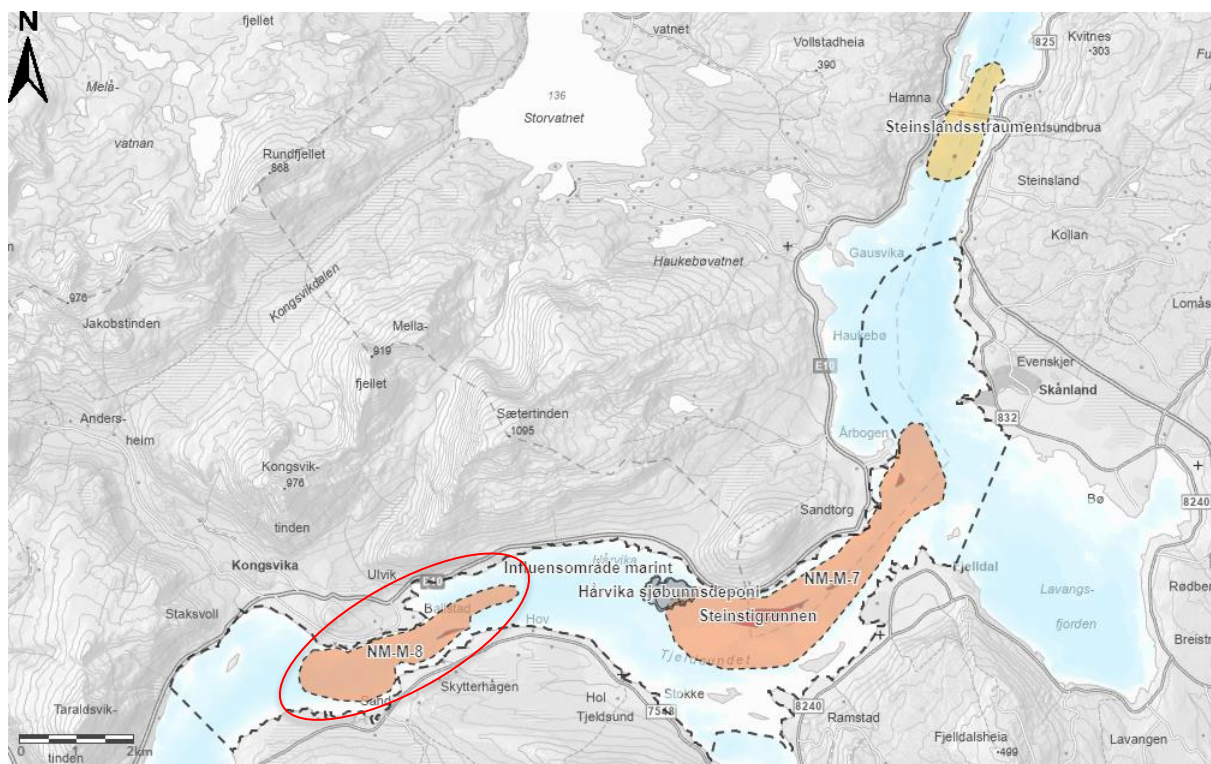 N
fjellet
vatnet
825
Kvitnes
303
Vollstadheia
390
Melå-
vatnan
136
Storvatnet
Hamna
Steinslandsstraumen
sundbrua
Rundfjellet
868
Steinsland
Kollan
Gausvika
Haukebøvatnet
Kongsvikdalen
976
Jakobstinden
Mella-
919
fjellet
Lomås
Haukebø
E10
Evenskjer
Skånland
832
Anders-
heim
Sætertinden
1095
Årbogen
Kongsvik-
976
tinden
Sandtorg
Bø
8240
Kongsvika
Ulvik
E10
Hårvika
Influensområde marint
Hårvika sjøbunnsdeponi
NM-M-7
Fjelldal
Lavangs-
fjorden
Rødber
Staksvoll
Ballstad
Hov
Steinstigrunnen
Breistr
NM-M-8
Tjeldsundet
Skytterhågen
Sand
Stokke
Hol
Tjeldsund
7548
8240
Ramstad
Taraldsvik-
tinden
Fjelldalsheia
499
Lavangen
0 1 2km